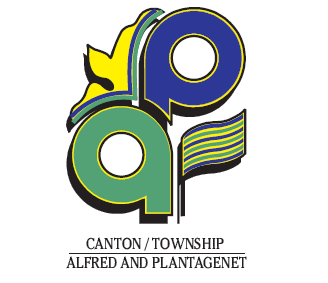 p
a
CANTON / TOWNSHIP
ALFRED AND PLANTAGENET